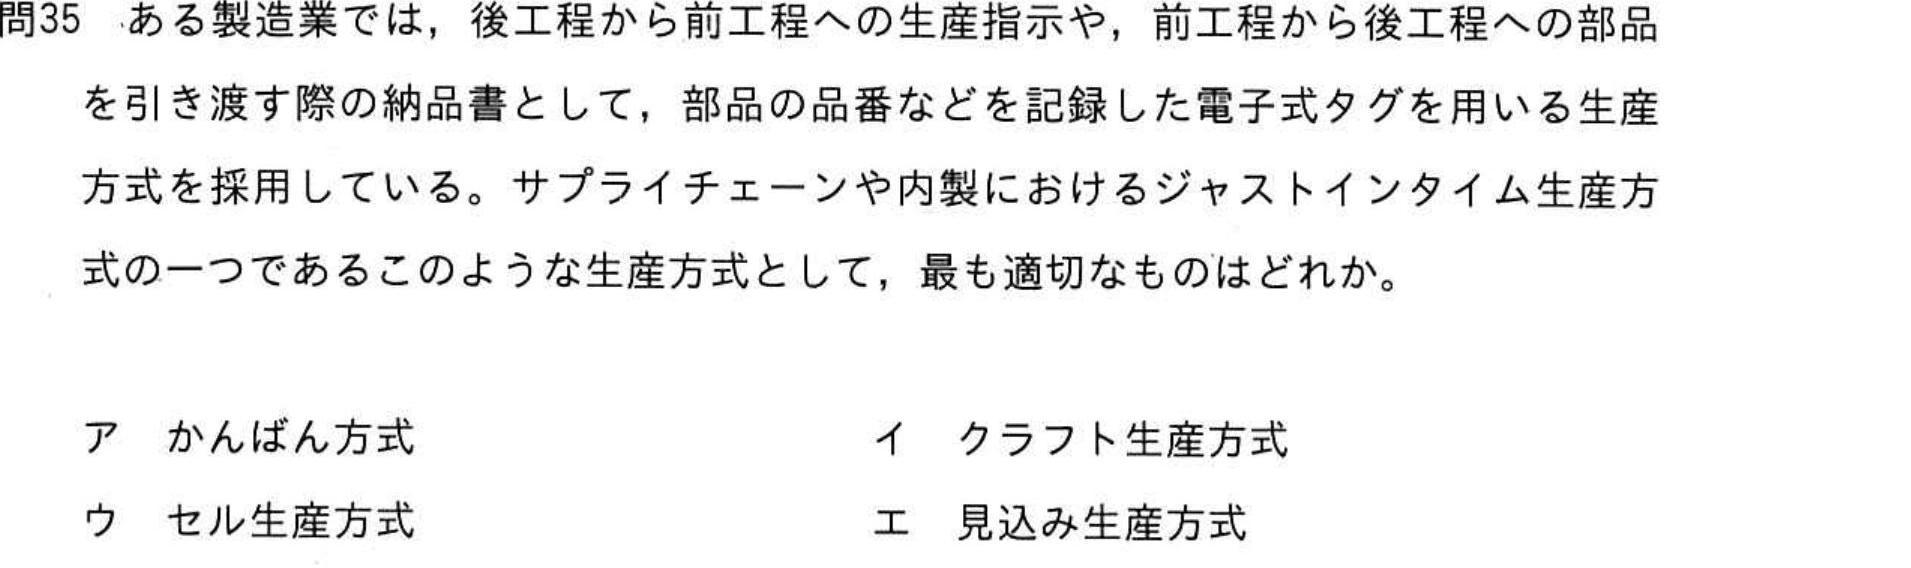 問35 ある製造業では，後工程から前工程への生産指示や，前工程から後工程への部品
を引き渡す際の納品書として，部品の品番などを記録した電子式タグを用いる生産
方式を採用している。サプライチェーンや内製におけるジャストインタイム生産方
式の一つであるこのような生産方式として，最も適切なものはどれか。
ア かんばん方式 イ クラフト生産方式
ウ セル生産方式 エ 見込み生産方式